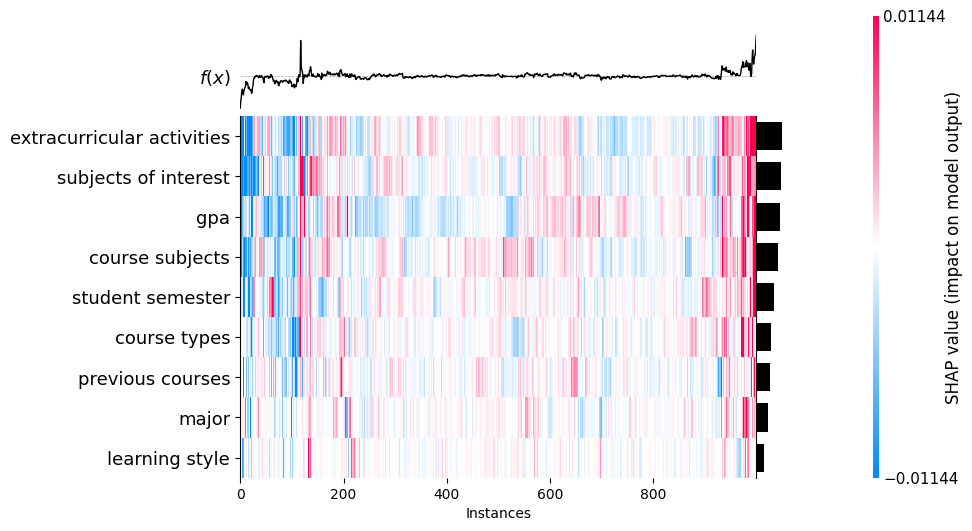 f(x)
extracurricular activities
subjects of interest
gpa
course subjects
student semester
course types
previous courses
major
learning style
0 200 400 600 800
Instances
0.01144
SHAP value (impact on model output)
−0.01144